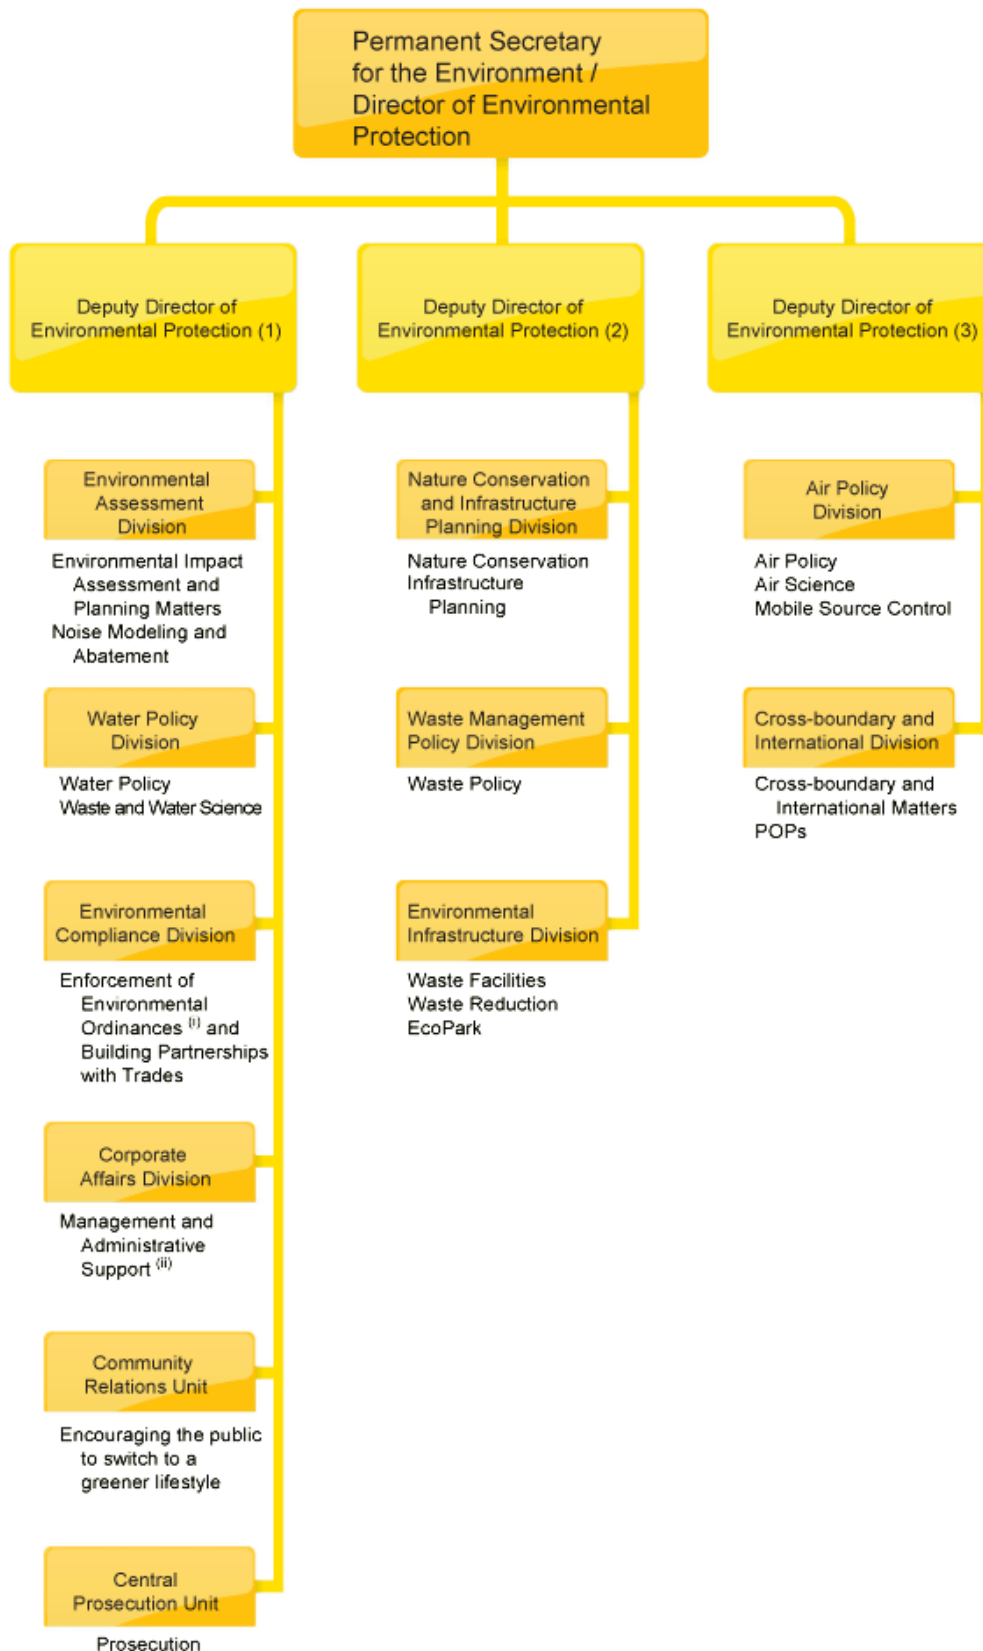 Permanent Secretary
for the Environment /
Director of Environmental
Protection
Deputy Director of
Environmental Protection (1)
Environmental
Assessment
Division
Environmental Impact
Assessment and
Planning Matters
Noise Modeling and
Abatement
Water Policy
Division
Water Policy
Waste and Water Science
Environmental
Compliance Division
Enforcement of
Environmental
Ordinances (i) and
Building Partnerships
with Trades
Corporate
Affairs Division
Management and
Administrative
Support (ii)
Community
Relations Unit
Encouraging the public
to switch to a
greener lifestyle
Central
Prosecution Unit
Prosecution
Deputy Director of
Environmental Protection (2)
Nature Conservation
and Infrastructure
Planning Division
Nature Conservation
Infrastructure
Planning
Waste Management
Policy Division
Waste Policy
Environmental
Infrastructure Division
Waste Facilities
Waste Reduction
EcoPark
Deputy Director of
Environmental Protection (3)
Air Policy
Division
Air Policy
Air Science
Mobile Source Control
Cross-boundary and
International Division
Cross-boundary and
International Matters
POPs